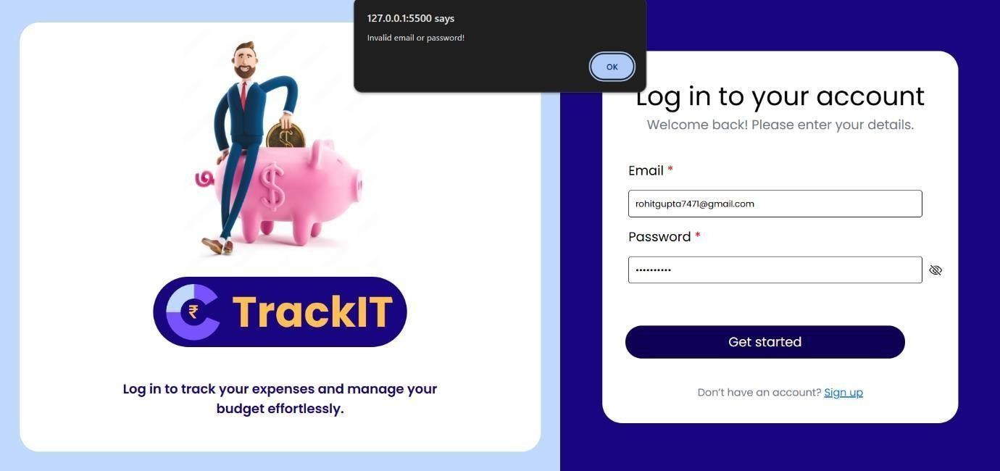 127.0.0.1:5500 says
Invalid email or password!
OK
$
$
₹ TrackIT
Log in to track your expenses and manage your
budget effortlessly.
Log in to your account
Welcome back! Please enter your details.
Email *
rohitgupta7471@gmail.com
Password *
••••••••••
Get started
Don’t have an account? Sign up